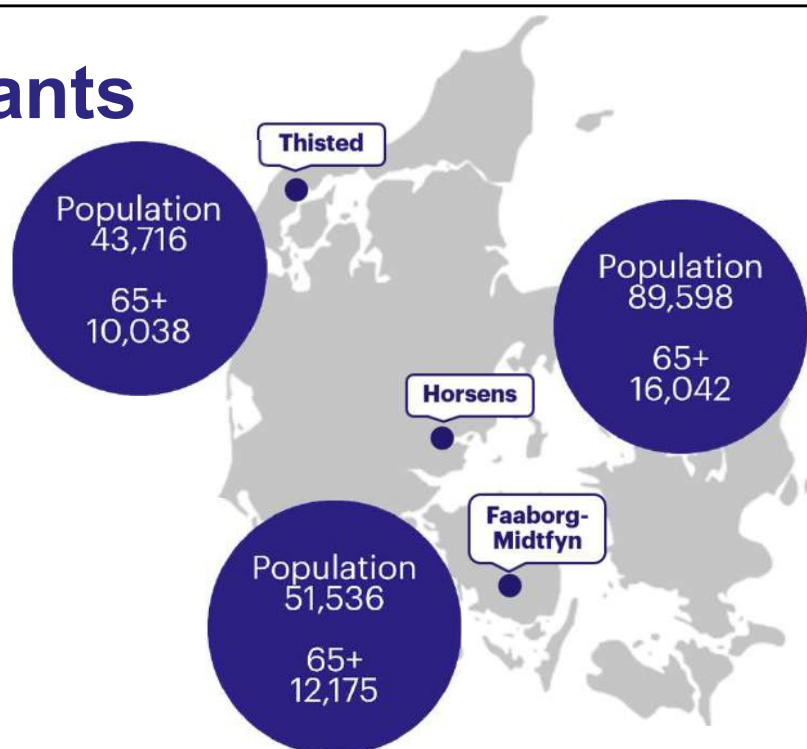 ants
Thisted
Population
43,716
65+
10,038
Population
89,598
65+
16,042
Horsens
Faaborg-
Midtfyn
Population
51,536
65+
12,175